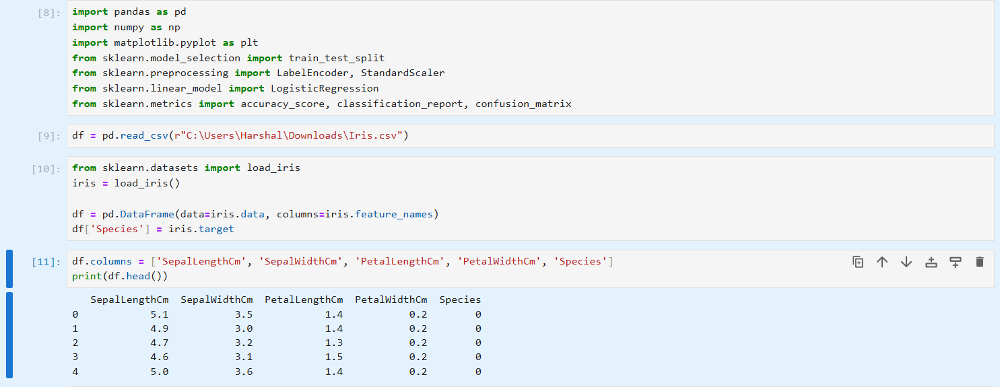 [8]:
import pandas as pd
import numpy as np
import matplotlib.pyplot as plt
from sklearn.model_selection import train_test_split
from sklearn.preprocessing import LabelEncoder, StandardScaler
from sklearn.linear_model import LogisticRegression
from sklearn.metrics import accuracy_score, classification_report, confusion_matrix
[9]:
df = pd.read_csv(r"C:\Users\Harshal\Downloads\Iris.csv")
[10]:
from sklearn.datasets import load_iris
iris = load_iris()
df = pd.DataFrame(data=iris.data, columns=iris.feature_names)
df['Species'] = iris.target
[11]:
df.columns = ['SepalLengthCm', 'SepalWidthCm', 'PetalLengthCm', 'PetalWidthCm', 'Species']
print(df.head())
SepalLengthCm SepalWidthCm PetalLengthCm PetalWidthCm Species
0 5.1 3.5 1.4 0.2 0
1 4.9 3.0 1.4 0.2 0
2 4.7 3.2 1.3 0.2 0
3 4.6 3.1 1.5 0.2 0
4 5.0 3.6 1.4 0.2 0